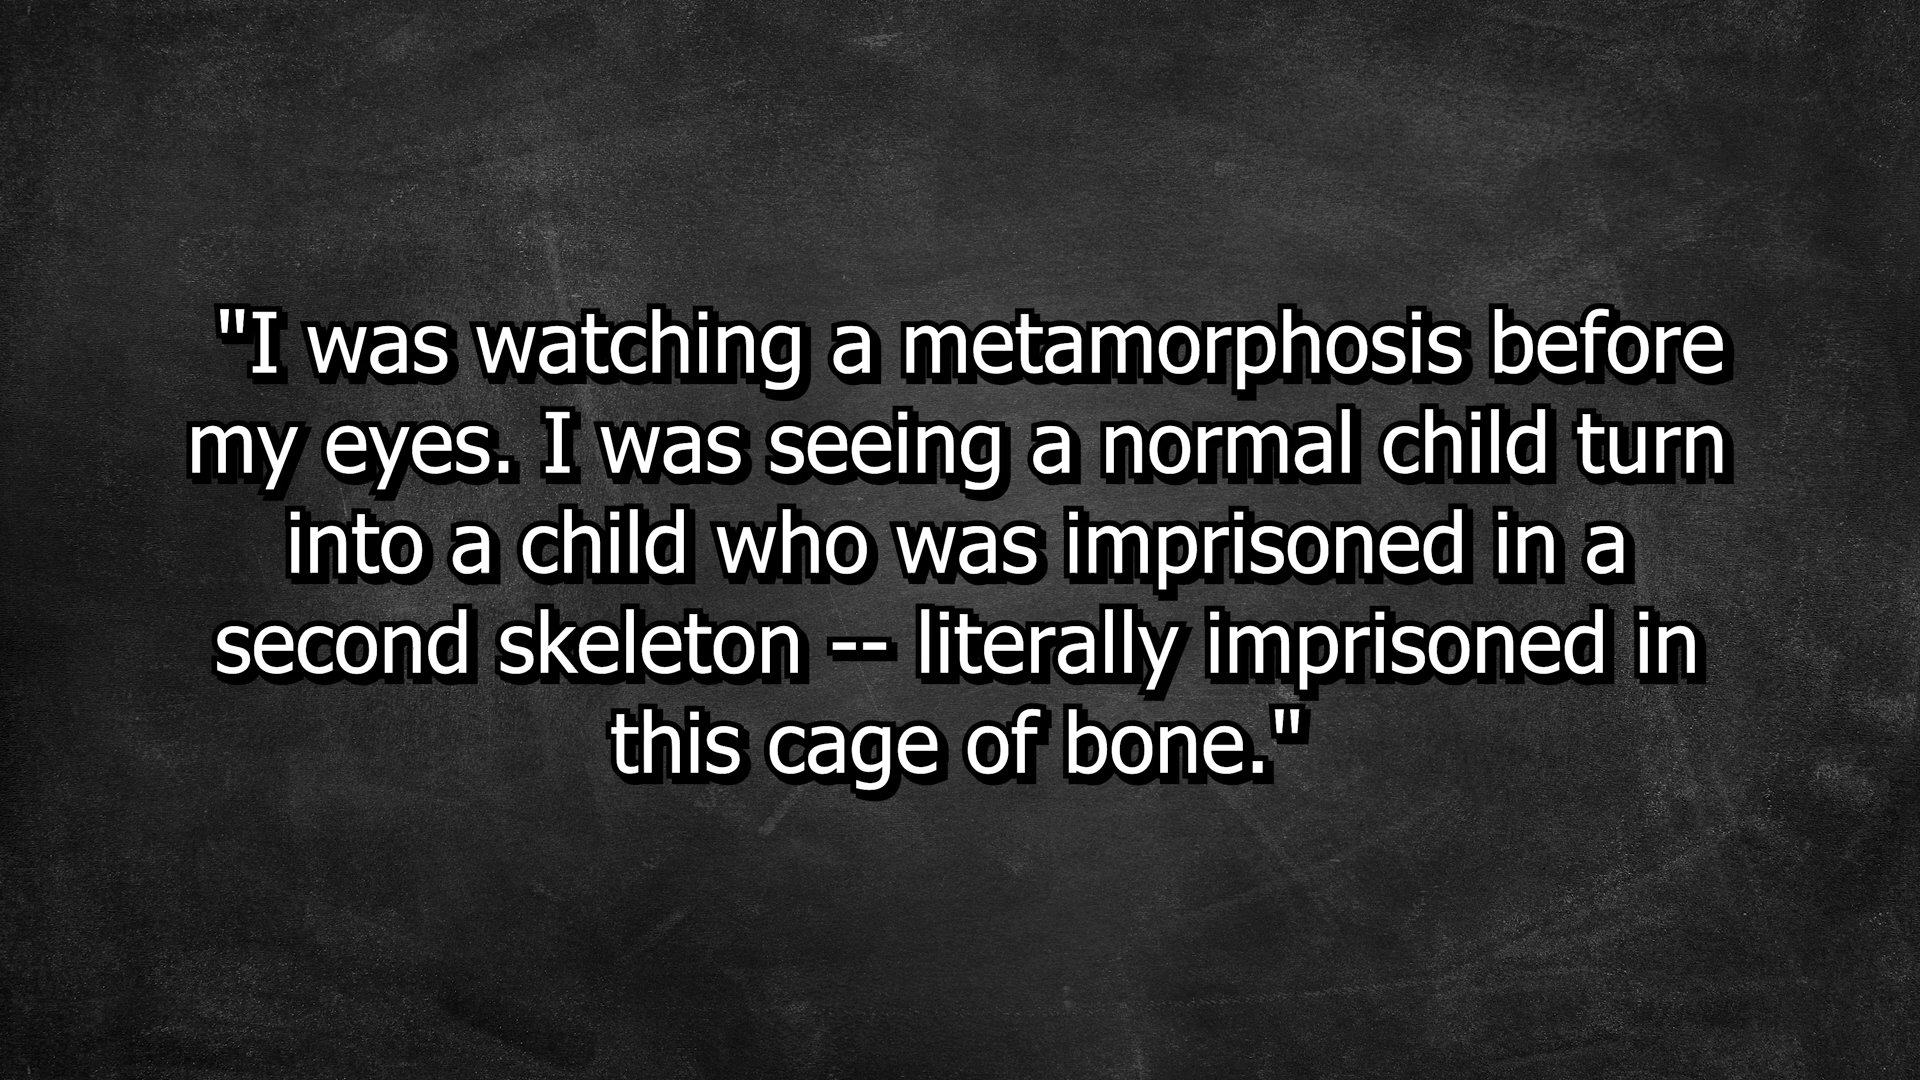 "I was watching a metamorphosis before
my eyes. I was seeing a normal child turn
into a child who was imprisoned in a
second skeleton -- literally imprisoned in
this cage of bone."